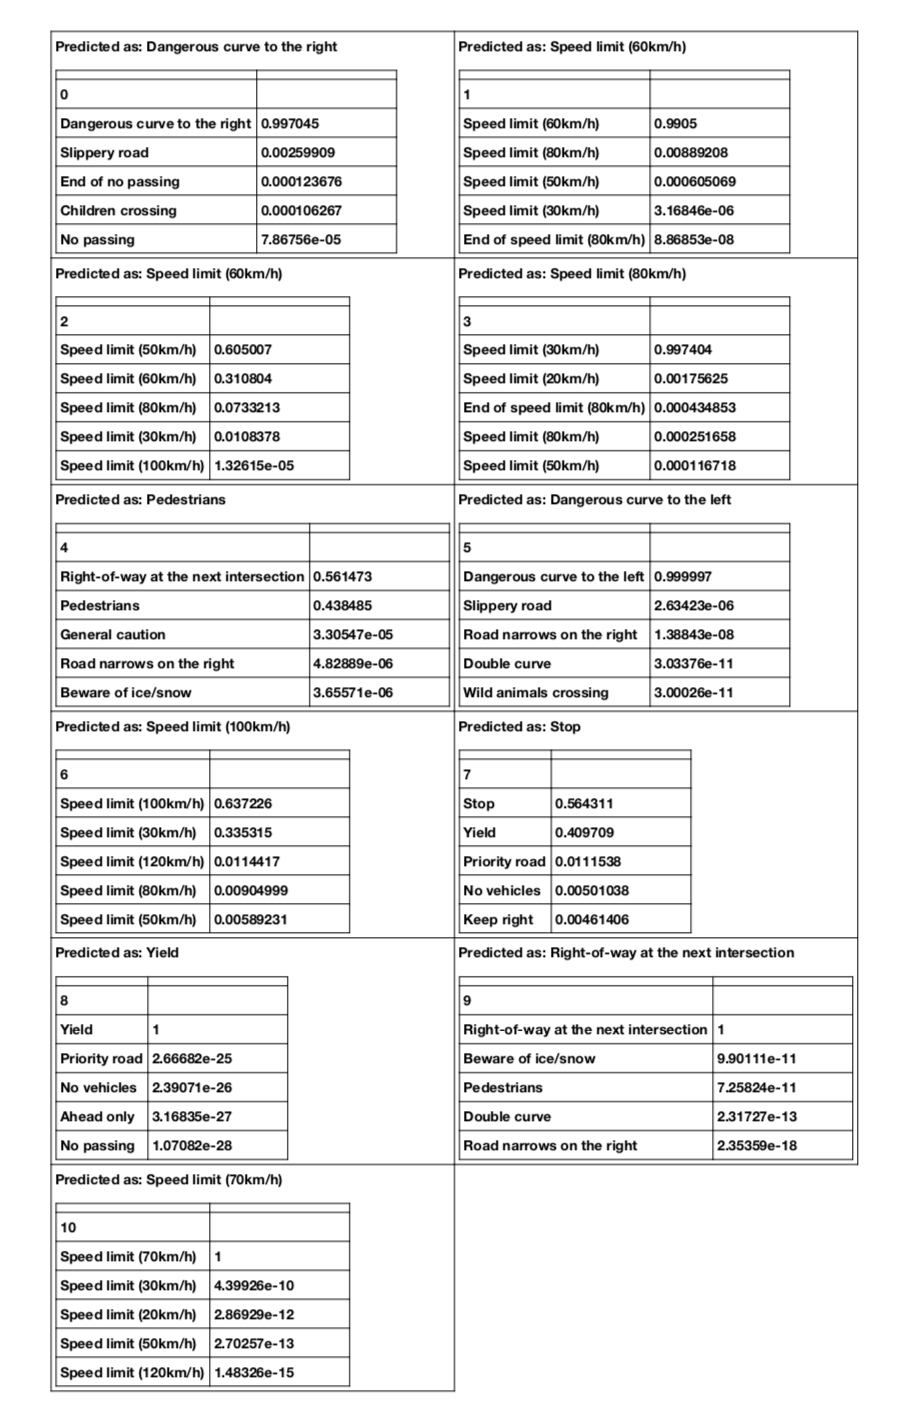 Predicted as: Dangerous curve to the right
0
Dangerous curve to the right 0.997045
Slippery road 0.00259909
End of no passing 0.000123676
Children crossing 0.000106267
No passing 7.86756e-05
Predicted as: Speed limit (60km/h)
1
Speed limit (60km/h) 0.9905
Speed limit (80km/h) 0.00889208
Speed limit (50km/h) 0.000605069
Speed limit (30km/h) 3.16846e-06
End of speed limit (80km/h) 8.86853e-08
Predicted as: Speed limit (60km/h)
2
Speed limit (50km/h) 0.605007
Speed limit (60km/h) 0.310804
Speed limit (80km/h) 0.0733213
Speed limit (30km/h) 0.0108378
Speed limit (100km/h) 1.32615e-05
Predicted as: Speed limit (80km/h)
3
Speed limit (30km/h) 0.997404
Speed limit (20km/h) 0.00175625
End of speed limit (80km/h) 0.000434853
Speed limit (80km/h) 0.000251658
Speed limit (50km/h) 0.000116718
Predicted as: Pedestrians
4
Right-of-way at the next intersection 0.561473
Pedestrians 0.438485
General caution 3.30547e-05
Road narrows on the right 4.82889e-06
Beware of ice/snow 3.65571e-06
Predicted as: Dangerous curve to the left
5
Dangerous curve to the left 0.999997
Slippery road 2.63423e-06
Road narrows on the right 1.38843e-08
Double curve 3.03376e-11
Wild animals crossing 3.00026e-11
Predicted as: Speed limit (100km/h)
6
Speed limit (100km/h) 0.637226
Speed limit (30km/h) 0.335315
Speed limit (120km/h) 0.0114417
Speed limit (80km/h) 0.00904999
Speed limit (50km/h) 0.00589231
Predicted as: Stop
7
Stop 0.564311
Yield 0.409709
Priority road 0.0111538
No vehicles 0.00501038
Keep right 0.00461406
Predicted as: Yield
8
Yield 1
Priority road 2.66682e-25
No vehicles 2.39071e-26
Ahead only 3.16835e-27
No passing 1.07082e-28
Predicted as: Right-of-way at the next intersection
9
Right-of-way at the next intersection 1
Beware of ice/snow 9.90111e-11
Pedestrians 7.25824e-11
Double curve 2.31727e-13
Road narrows on the right 2.35359e-18
Predicted as: Speed limit (70km/h)
10
Speed limit (70km/h) 1
Speed limit (30km/h) 4.39926e-10
Speed limit (20km/h) 2.86929e-12
Speed limit (50km/h) 2.70257e-13
Speed limit (120km/h) 1.48326e-15